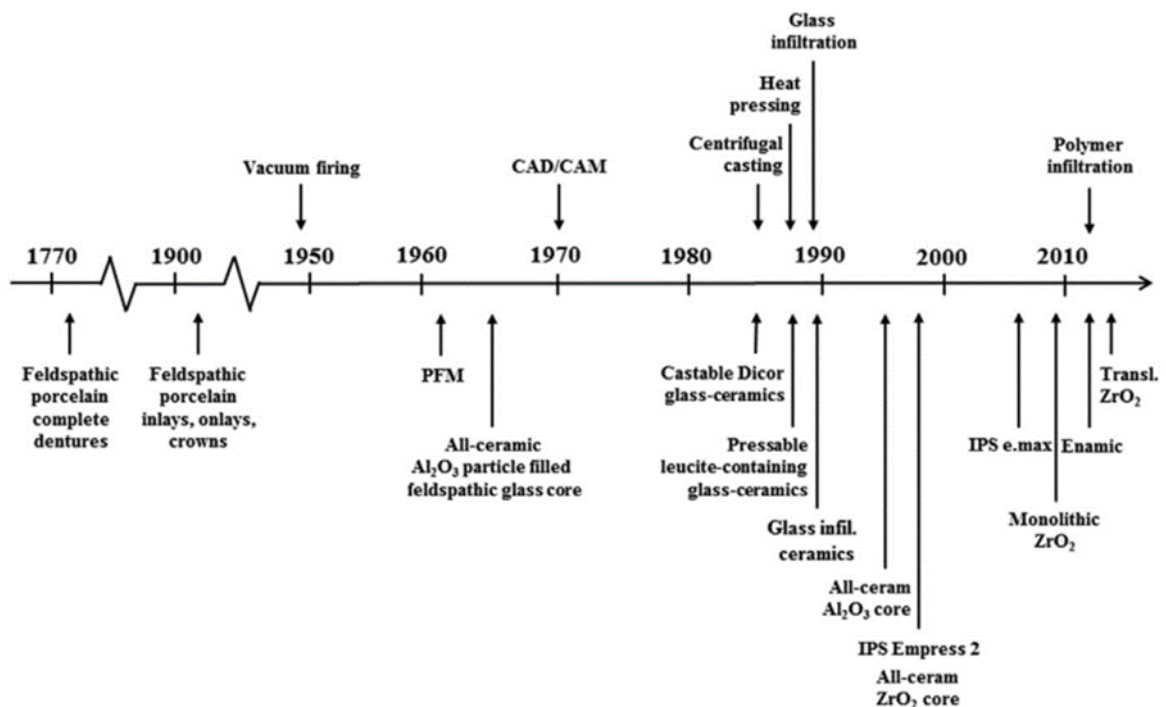 Glass
infiltration
Heat
pressing
Centrifugal
casting
Vacuum firing
CAD/CAM
Polymer
infiltration
1770
1900
1950
1960
1970
1980
1990
2000
2010
Feldspathic
porcelain
complete
dentures
Feldspathic
porcelain
inlays, onlays,
crowns
PFM
All-ceramic
Al₂O₃ particle filled
feldspathic glass core
Castable Dicor
glass-ceramics
Pressable
leucite-containing
glass-ceramics
Glass infil.
ceramics
All-ceram
Al₂O₃ core
IPS Empress 2
All-ceram
ZrO₂ core
IPS e.max
Monolithic
ZrO₂
Enamic
Transl.
ZrO₂